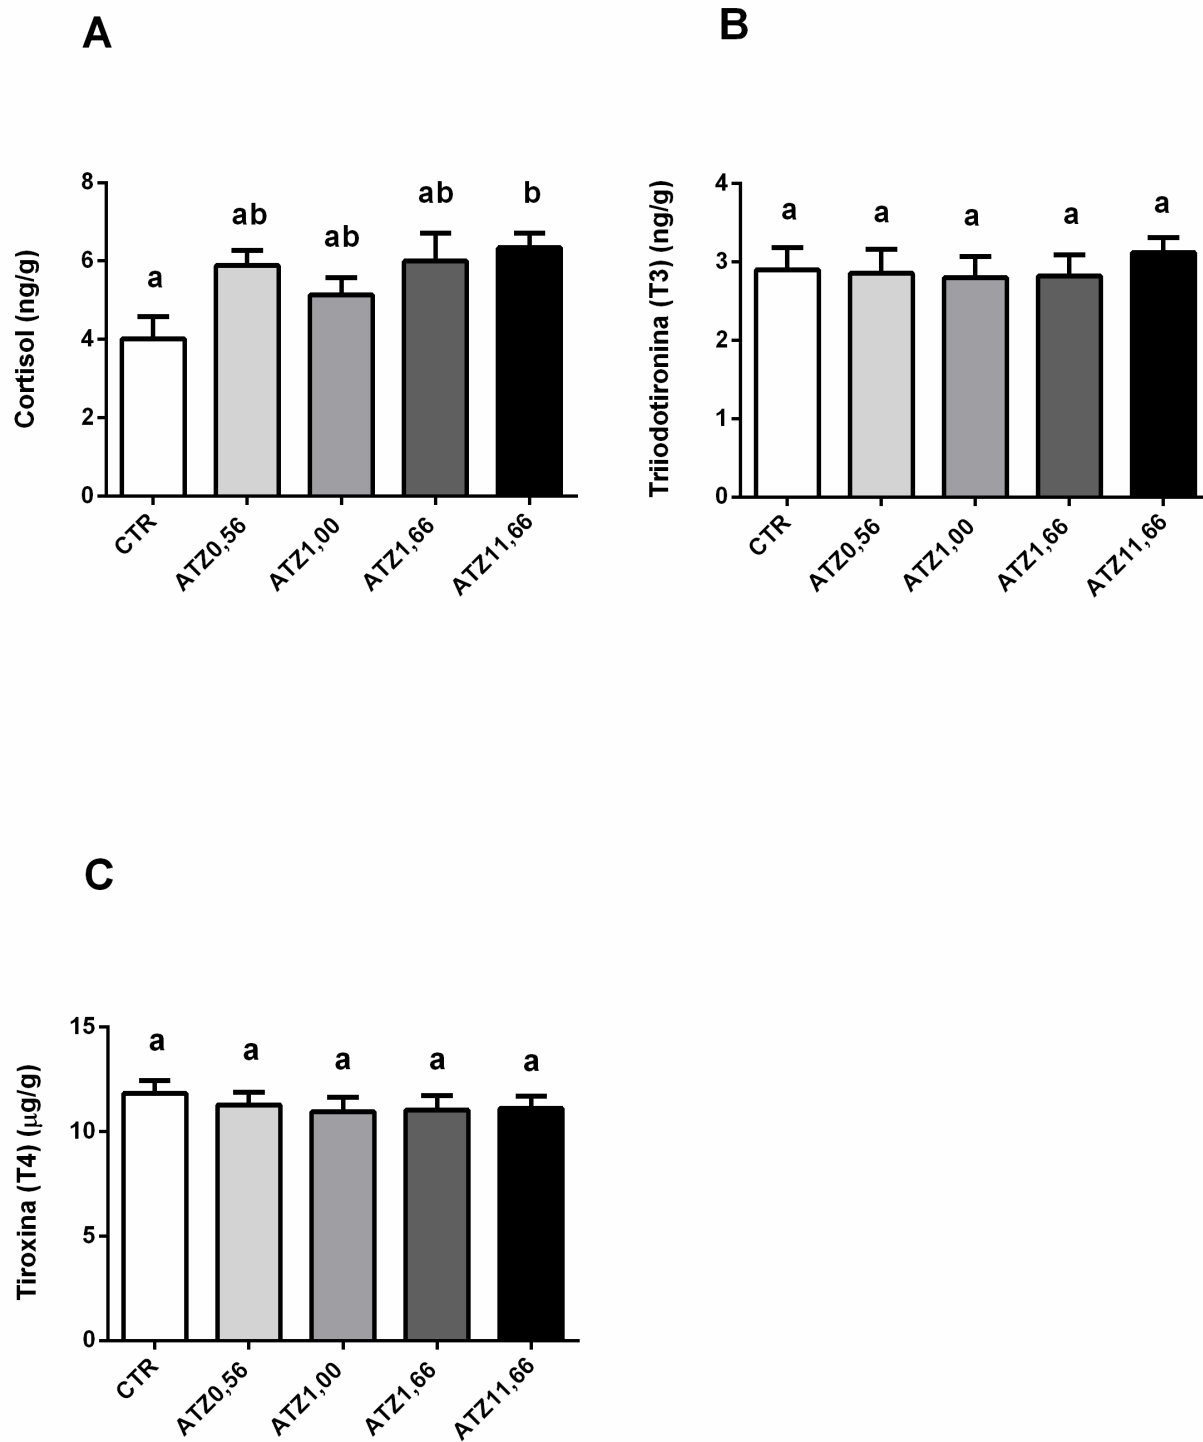 A
Cortisol (ng/g)
8
6
4
2
0
a
ab
ab
ab
b
CTR
ATZ0,56
ATZ1,00
ATZ1,66
ATZ11,66
B
Triiodotironina (T3) (ng/g)
4
3
2
1
0
a
a
a
a
a
CTR
ATZ0,56
ATZ1,00
ATZ1,66
ATZ11,66
C
Tiroxina (T4) (µg/g)
15
10
5
0
a
a
a
a
a
CTR
ATZ0,56
ATZ1,00
ATZ1,66
ATZ11,66